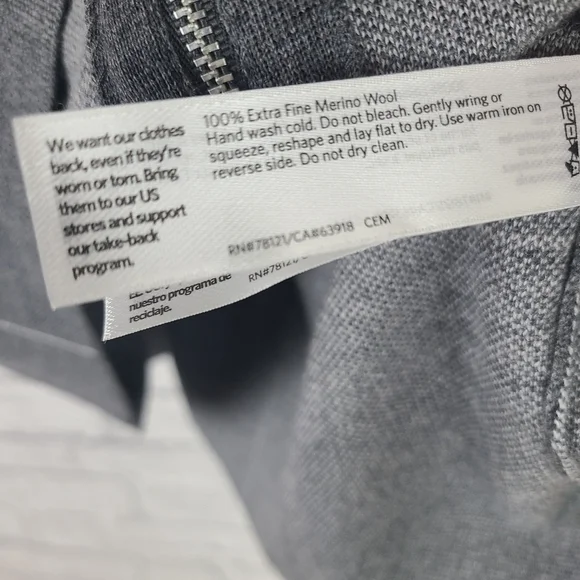 We want our clothes
back, even if they're
worn or torn. Bring
them to our US
stores and support
our take-back
program.
100% Extra Fine Merino Wool
Hand wash cold. Do not bleach. Gently wring or
squeeze, reshape and lay flat to dry. Use warm iron on
reverse side. Do not dry clean.
RN#78121/CA#63918 CEM
nuestro programa de
reciclaje.
RN#78121/